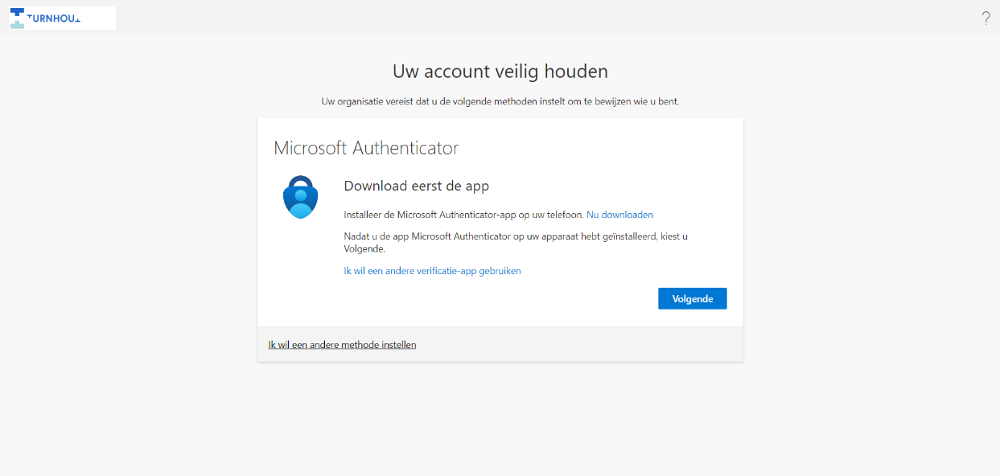 TURNHOUT
?
Uw account veilig houden
Uw organisatie vereist dat u de volgende methoden instelt om te bewijzen wie u bent.
Microsoft Authenticator
Download eerst de app
Installeer de Microsoft Authenticator-app op uw telefoon. Nu downloaden
Nadat u de app Microsoft Authenticator op uw apparaat hebt geïnstalleerd, kiest u
Volgende.
Ik wil een andere verificatie-app gebruiken
Volgende
Ik wil een andere methode instellen